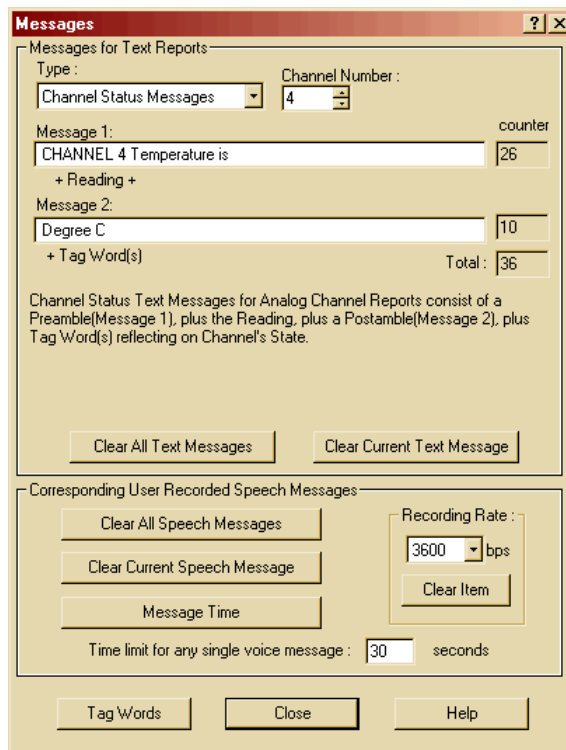 Messages
Messages for Text Reports
Type :
Channel Number :
Channel Status Messages
4
Message 1:
counter
CHANNEL 4 Temperature is
26
+ Reading +
Message 2:
Degree C
10
+ Tag Word(s)
Total : 36
Channel Status Text Messages for Analog Channel Reports consist of a
Preamble(Message 1), plus the Reading, plus a Postamble(Message 2), plus
Tag Word(s) reflecting on Channel's State.
Clear All Text Messages
Clear Current Text Message
Corresponding User Recorded Speech Messages
Clear All Speech Messages
Recording Rate :
3600 bps
Clear Current Speech Message
Clear Item
Message Time
Time limit for any single voice message : 30 seconds
Tag Words
Close
Help